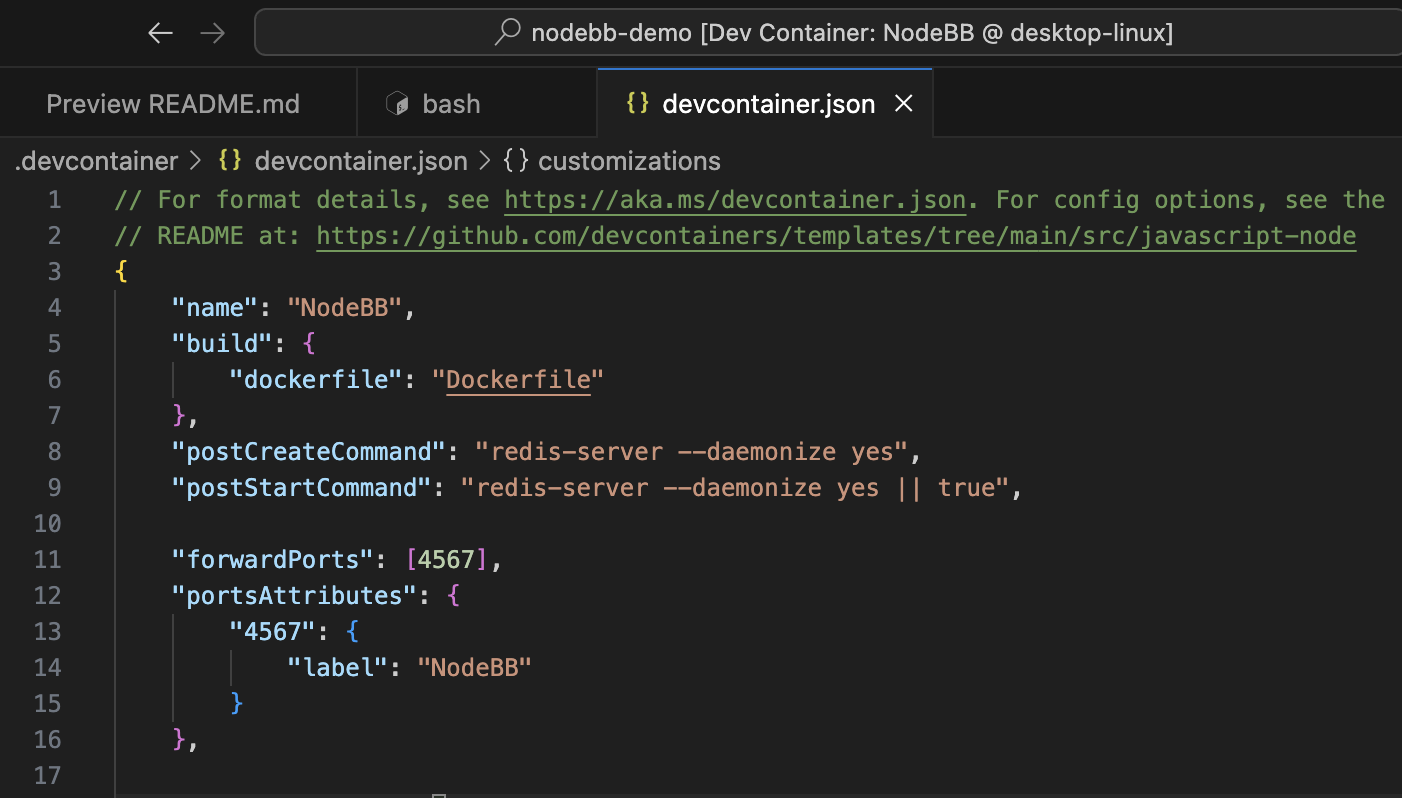 nodebb-demo [Dev Container: NodeBB @ desktop-linux]
Preview README.md
bash
{} devcontainer.json
.devcontainer > {} devcontainer.json > {} customizations
1 // For format details, see https://aka.ms/devcontainer.json. For config options, see the
2 // README at: https://github.com/devcontainers/templates/tree/main/src/javascript-node
3 {
4 "name": "NodeBB",
5 "build": {
6 "dockerfile": "Dockerfile"
7 },
8 "postCreateCommand": "redis-server --daemonize yes",
9 "postStartCommand": "redis-server --daemonize yes || true",
10
11 "forwardPorts": [4567],
12 "portsAttributes": {
13 "4567": {
14 "label": "NodeBB"
15 }
16 },
17